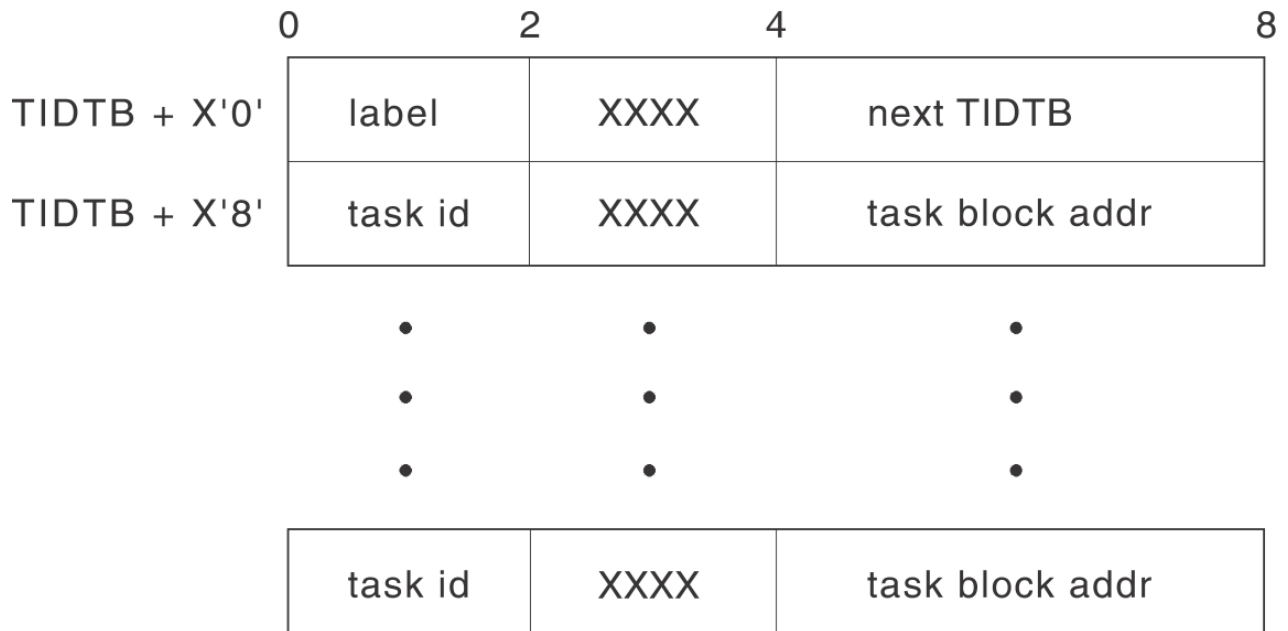 0 2 4 8
TIDTB + X'0' label XXXX next TIDTB
TIDTB + X'8' task id XXXX task block addr
task id XXXX task block addr